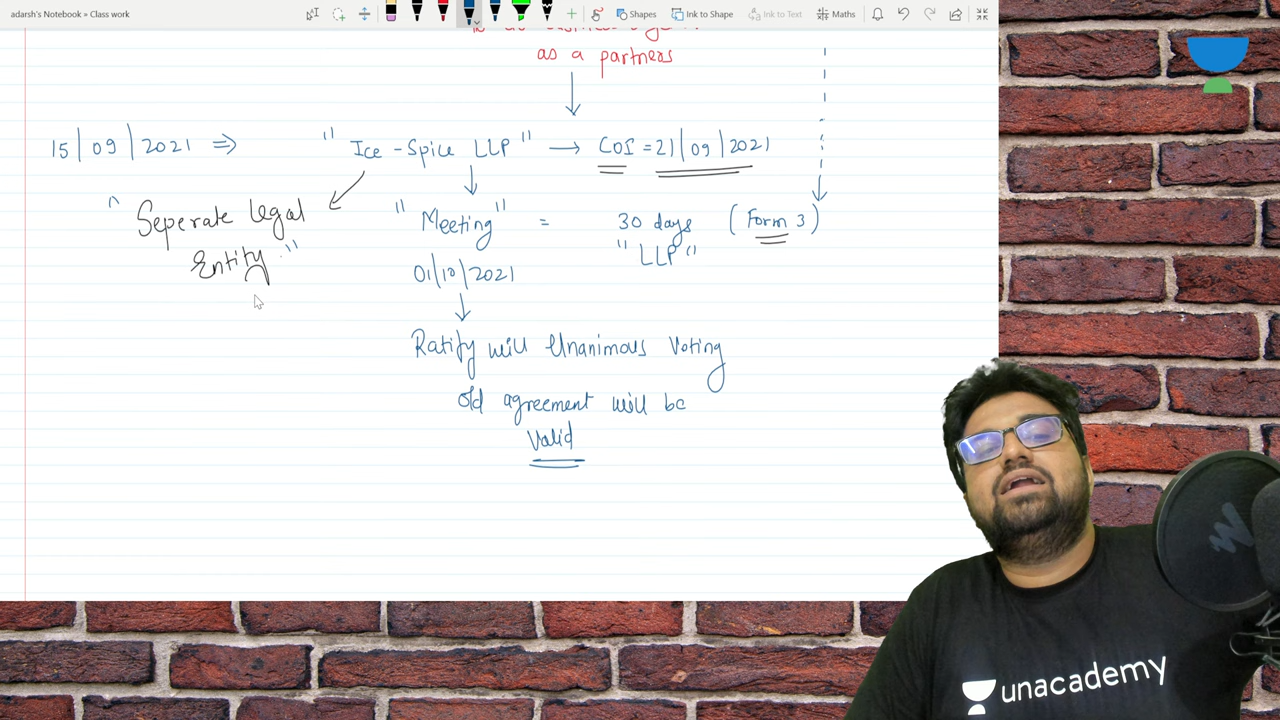 adarsh's Notebook » Class work
Shapes
Ink to Shape
Ink to Text
Maths
as a partners
15/09/2021 ⇒ " Ice-Spice LLP " → COI = 21/09/2021
" Seperate legal
Entity "
" Meeting " = 30 days (Form 3)
" LLP "
01/10/2021
Ratify will Unanimous Voting
old agreement will be
Valid
unacademy